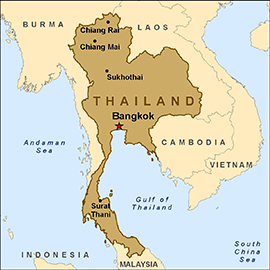 BURMA
LAOS
Chiang Rai
Chiang Mai
Sukhothai
THAILAND
Bangkok
Andaman
Sea
CAMBODIA
VIETNAM
Gulf of
Thailand
Surat
Thani
South
China
Sea
INDONESIA
MALAYSIA